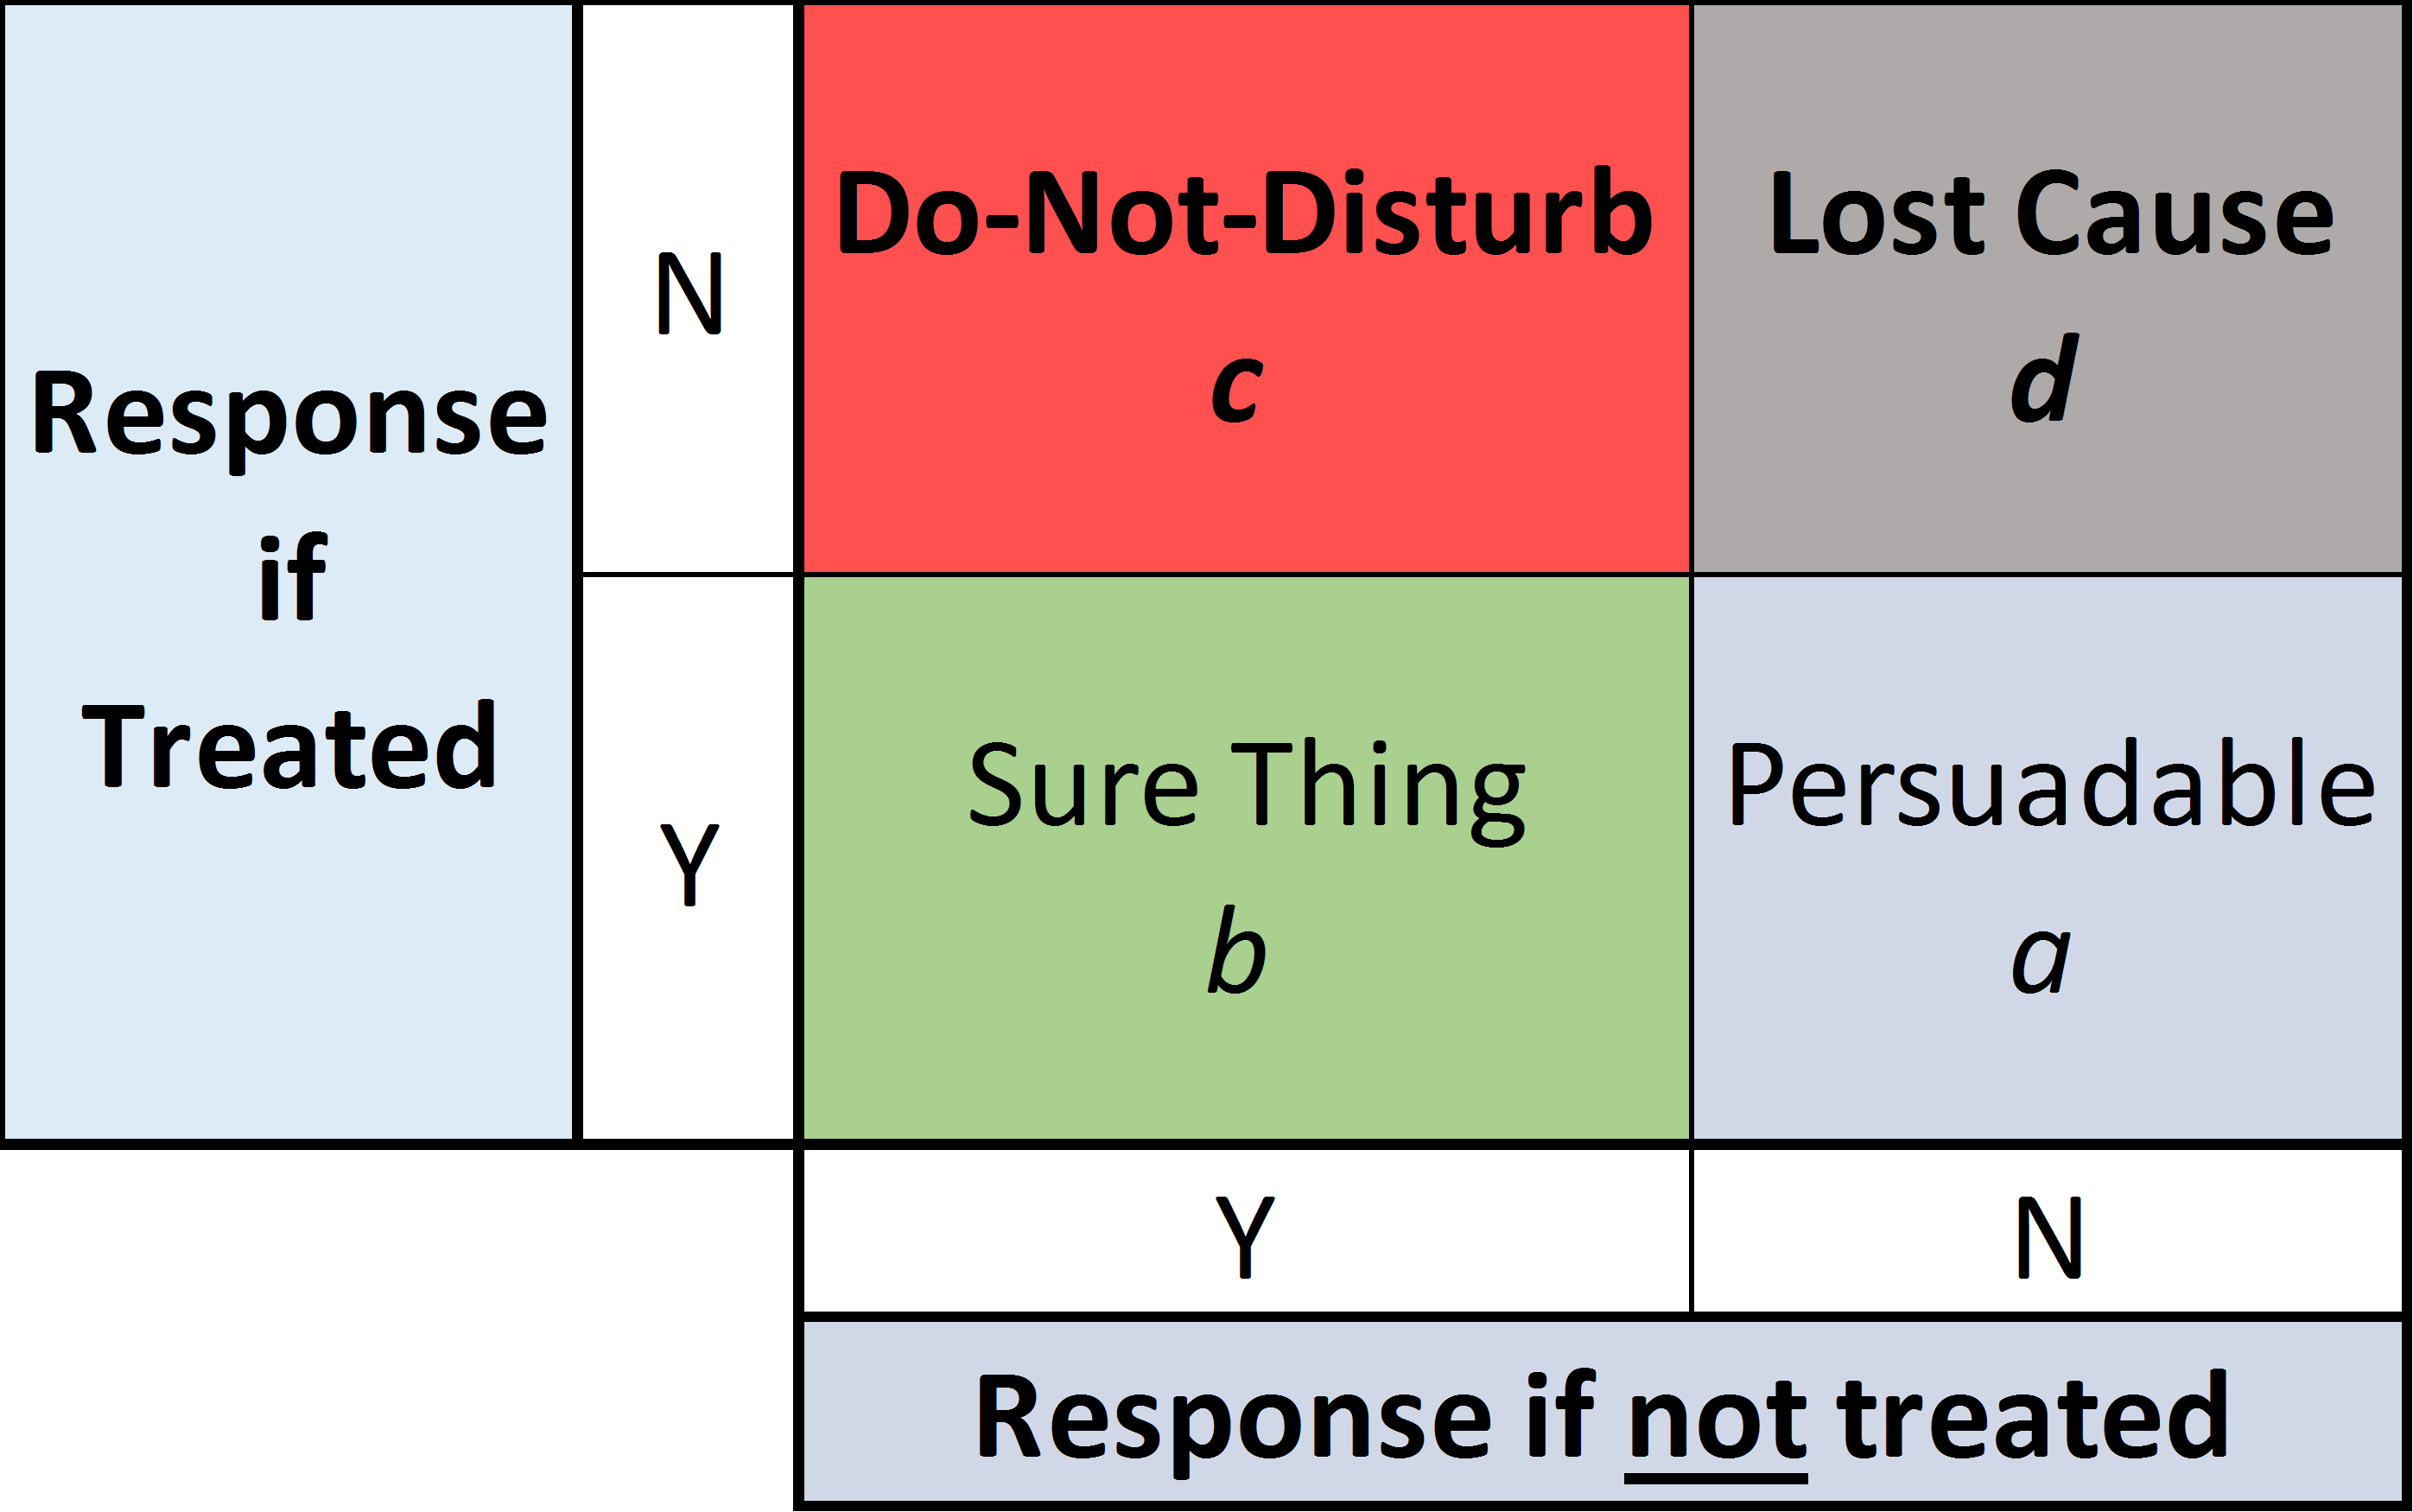 Response
if
Treated
N
Do-Not-Disturb
c
Lost Cause
d
Y
Sure Thing
b
Persuadable
a
Y
N
Response if not treated